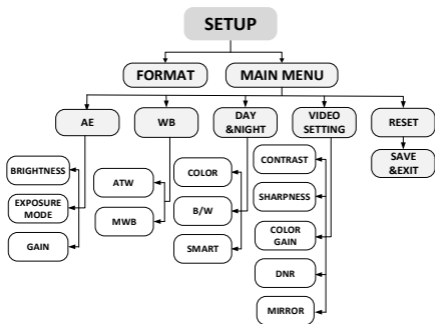 SETUP
FORMAT
MAIN MENU
AE
WB
DAY
&NIGHT
VIDEO
SETTING
RESET
BRIGHTNESS
EXPOSURE
MODE
GAIN
ATW
MWB
COLOR
B/W
SMART
CONTRAST
SHARPNESS
COLOR
GAIN
DNR
MIRROR
SAVE
&EXIT